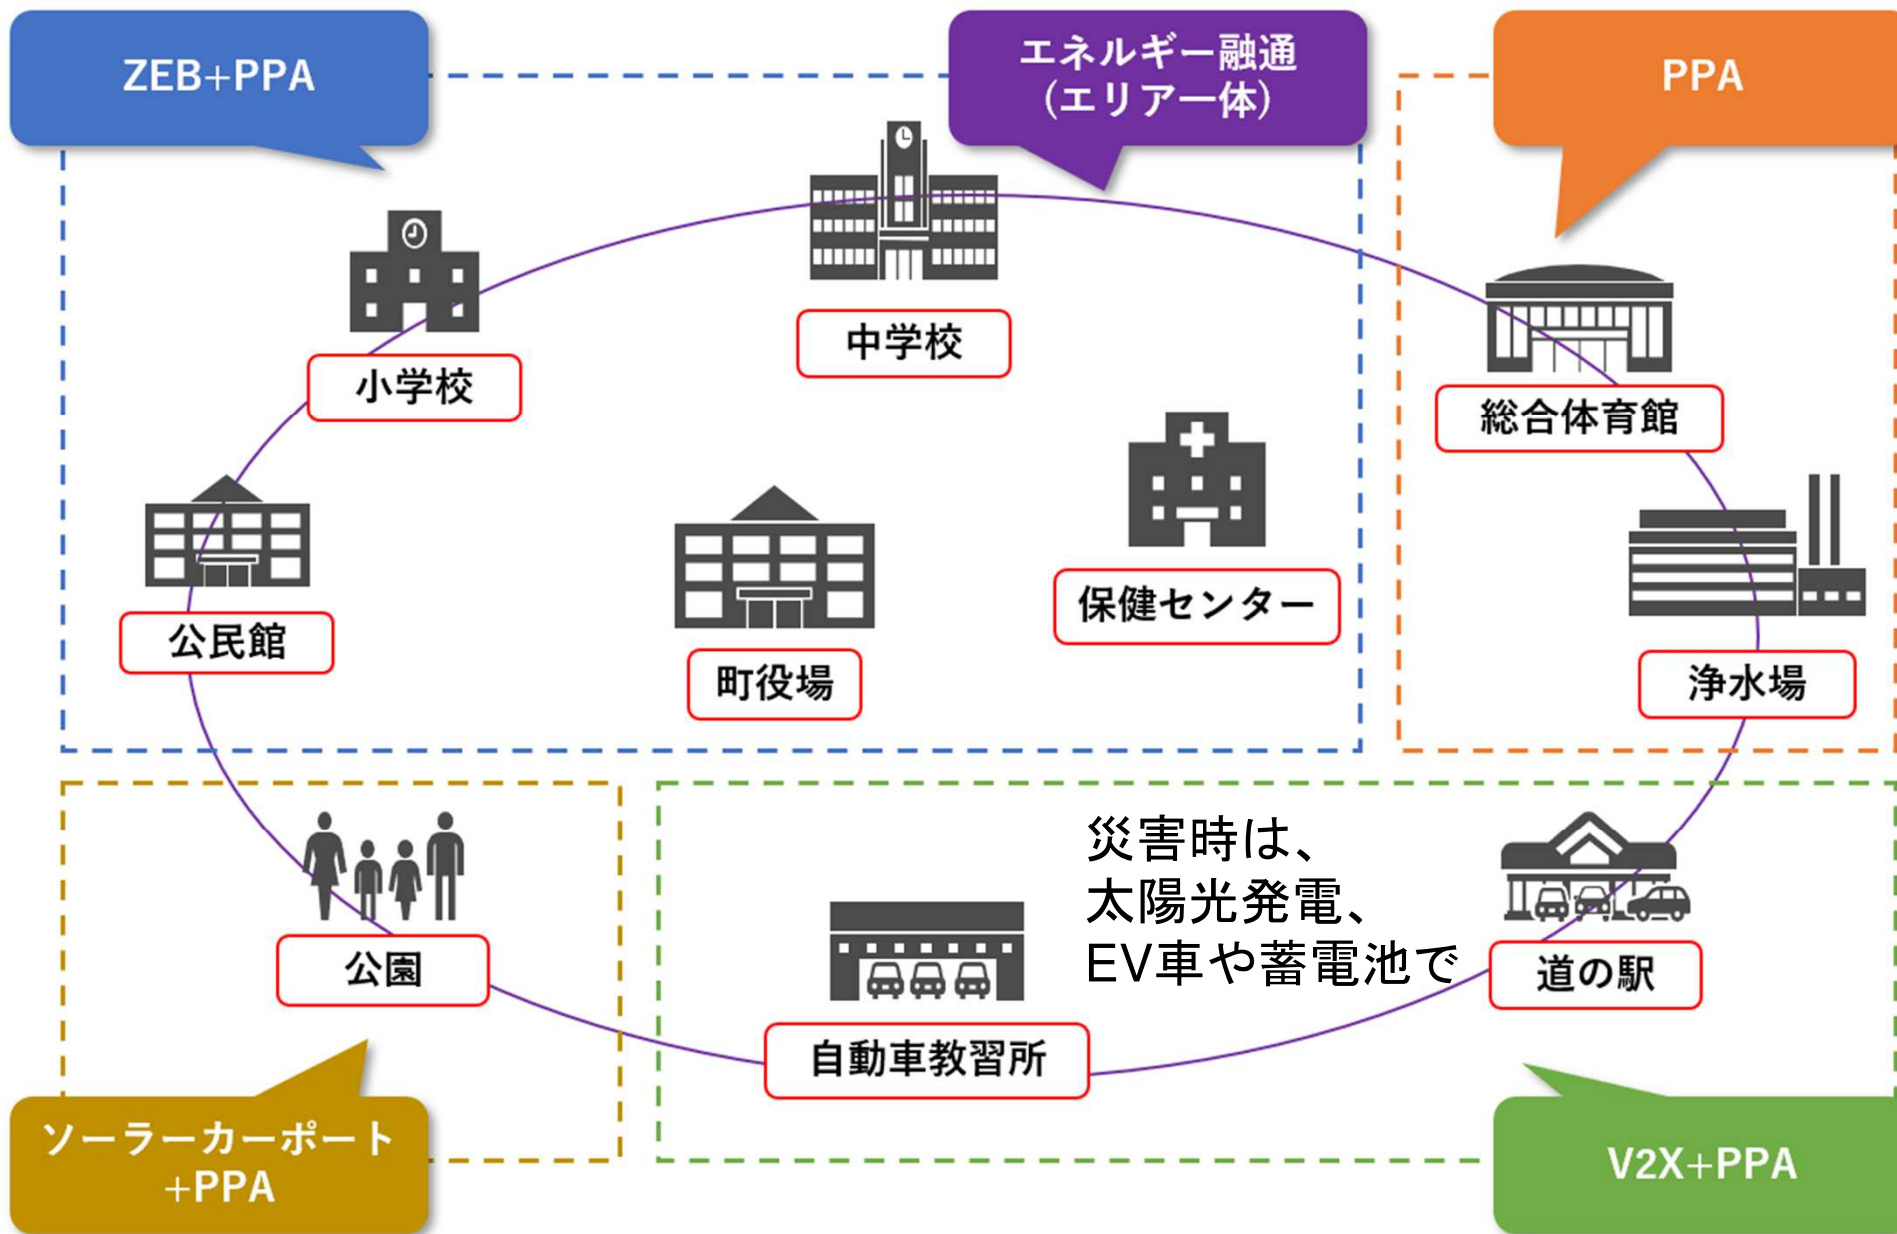 ZEB+PPA
エネルギー融通
(エリア一体)
PPA
中学校
小学校
総合体育館
保健センター
公民館
町役場
浄水場
災害時は、
太陽光発電、
EV車や蓄電池で
公園
道の駅
自動車教習所
ソーラーカーポート
+PPA
V2X+PPA